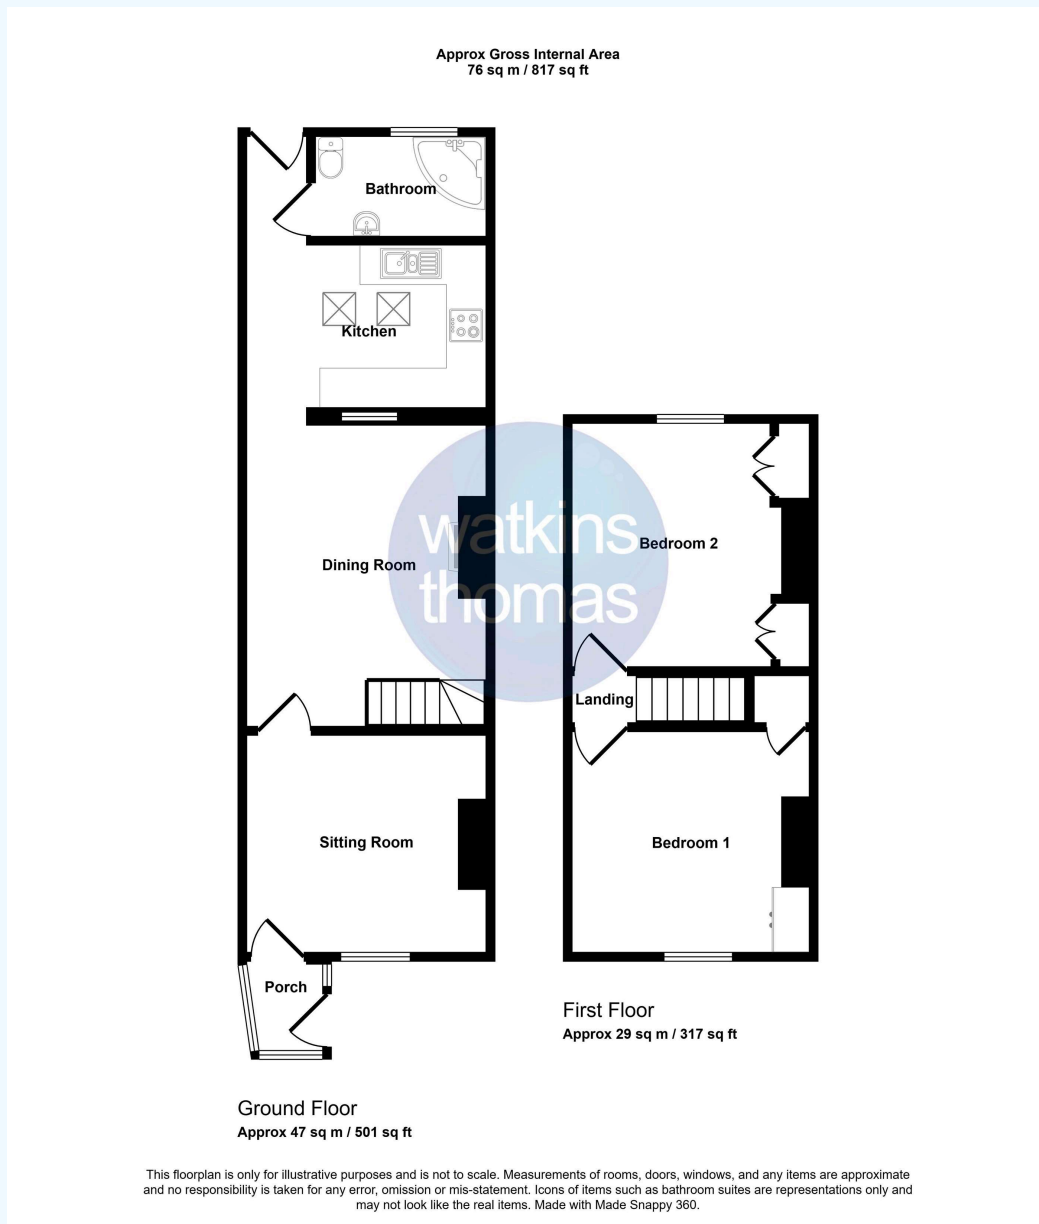 Approx Gross Internal Area
76 sq m / 817 sq ft
Bathroom
Kitchen
watkins
thomas
Dining Room
Bedroom 2
Landing
Sitting Room
Bedroom 1
Porch
First Floor
Approx 29 sq m / 317 sq ft
Ground Floor
Approx 47 sq m / 501 sq ft
This floorplan is only for illustrative purposes and is not to scale. Measurements of rooms, doors, windows, and any items are approximate
and no responsibility is taken for any error, omission or mis-statement. Icons of items such as bathroom suites are representations only and
may not look like the real items. Made with Made Snappy 360.